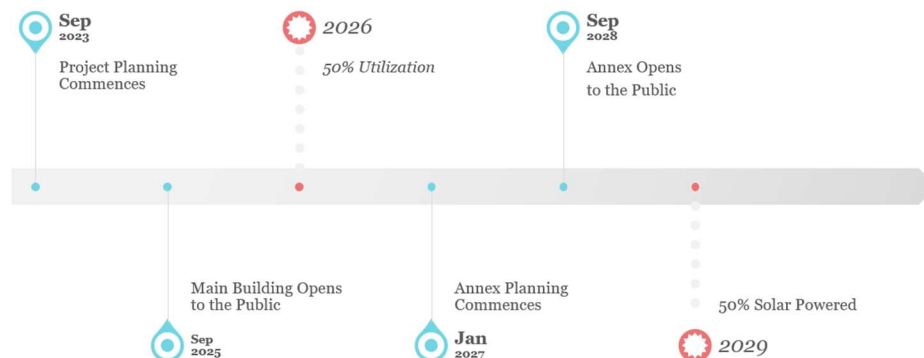 Sep
2023
Project Planning
Commences
2026
50% Utilization
Sep
2028
Annex Opens
to the Public
Main Building Opens
to the Public
Sep
2025
Annex Planning
Commences
Jan
2027
50% Solar Powered
2029